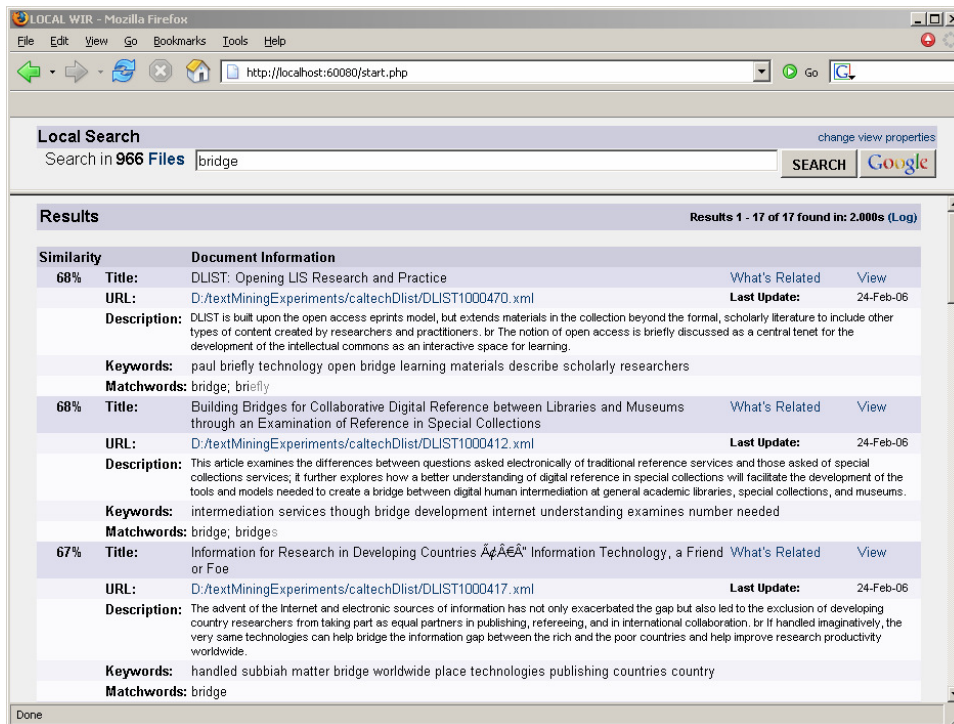 LOCAL WIR - Mozilla Firefox
File Edit View Go Bookmarks Tools Help
http://localhost:60080/start.php Go G
Local Search change view properties
Search in 966 Files bridge SEARCH Google
Results Results 1 - 17 of 17 found in: 2.000s (Log)
Similarity Document Information
68% Title: DLIST: Opening LIS Research and Practice What's Related View
URL: D:/textMiningExperiments/caltechDlist/DLIST1000470.xml Last Update: 24-Feb-06
Description: DLIST is built upon the open access eprints model, but extends materials in the collection beyond the formal, scholarly literature to include other
types of content created by researchers and practitioners. br The notion of open access is briefly discussed as a central tenet for the
development of the intellectual commons as an interactive space for learning.
Keywords: paul briefly technology open bridge learning materials describe scholarly researchers
Matchwords: bridge; briefly
68% Title: Building Bridges for Collaborative Digital Reference between Libraries and Museums What's Related View
through an Examination of Reference in Special Collections
URL: D:/textMiningExperiments/caltechDlist/DLIST1000412.xml Last Update: 24-Feb-06
Description: This article examines the differences between questions asked electronically of traditional reference services and those asked of special
collections services; it further explores how a better understanding of digital reference in special collections will facilitate the development of the
tools and models needed to create a bridge between digital human intermediation at general academic libraries, special collections, and museums.
Keywords: intermediation services though bridge development internet understanding examines number needed
Matchwords: bridge; bridges
67% Title: Information for Research in Developing Countries Ã¢Â€Â" Information Technology, a Friend What's Related View
or Foe
URL: D:/textMiningExperiments/caltechDlist/DLIST1000417.xml Last Update: 24-Feb-06
Description: The advent of the Internet and electronic sources of information has not only exacerbated the gap but also led to the exclusion of developing
country researchers from taking part as equal partners in publishing, refereeing, and in international collaboration. br If handled imaginatively, the
very same technologies can help bridge the information gap between the rich and the poor countries and help improve research productivity
worldwide.
Keywords: handled subbiah matter bridge worldwide place technologies publishing countries country
Matchwords: bridge
Done